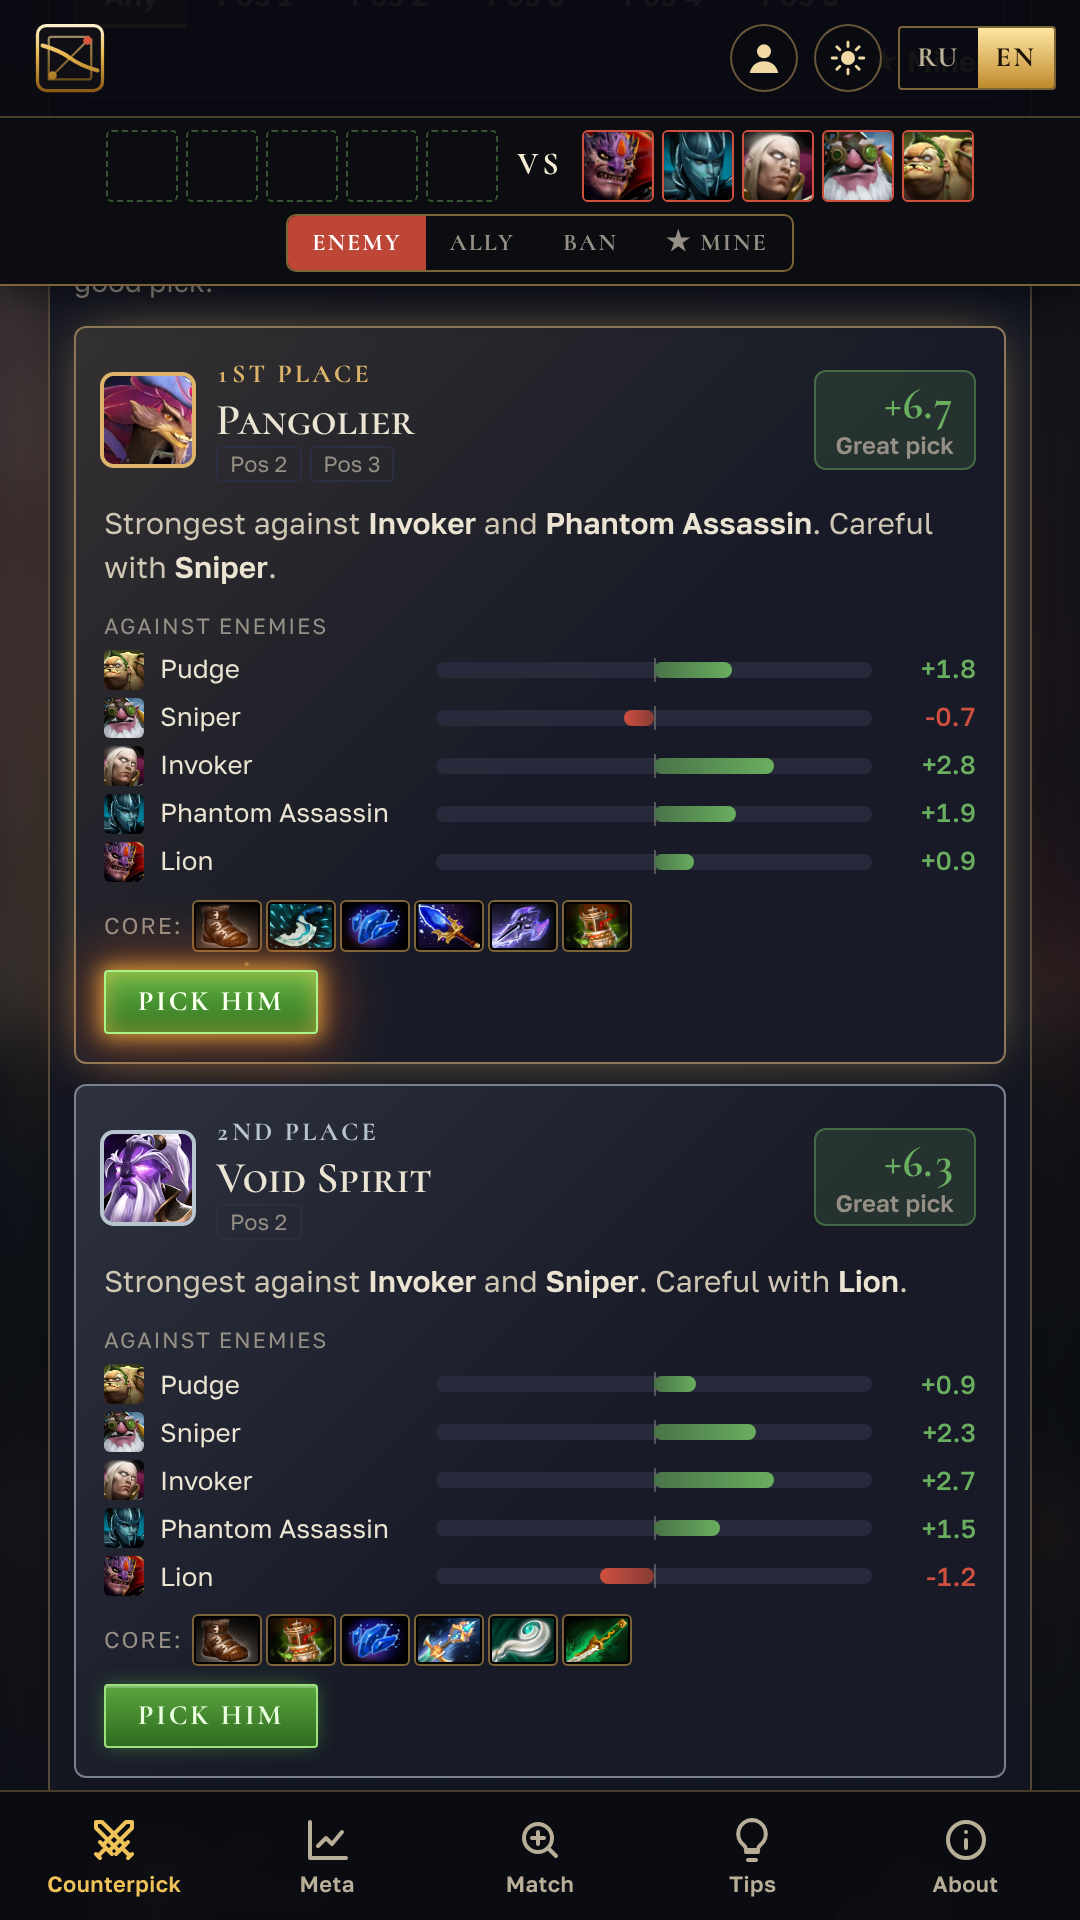 RU
EN
VS
ENEMY
ALLY
BAN
★ MINE
good pick.
1ST PLACE
PANGOLIER
Pos 2
Pos 3
+6.7
Great pick
Strongest against Invoker and Phantom Assassin. Careful
with Sniper.
AGAINST ENEMIES
Pudge +1.8
Sniper -0.7
Invoker +2.8
Phantom Assassin +1.9
Lion +0.9
CORE:
PICK HIM
2ND PLACE
VOID SPIRIT
Pos 2
+6.3
Great pick
Strongest against Invoker and Sniper. Careful with Lion.
AGAINST ENEMIES
Pudge +0.9
Sniper +2.3
Invoker +2.7
Phantom Assassin +1.5
Lion -1.2
CORE:
PICK HIM
Counterpick
Meta
Match
Tips
About